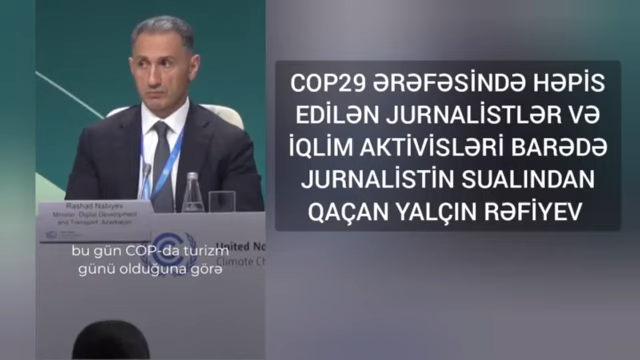 COP29 ƏRƏFƏSİNDƏ HƏPİS
EDİLƏN JURNALİSTLƏR VƏ
İQLİM AKTİVİSLƏRİ BARƏDƏ
JURNALİSTİN SUALINDAN
QAÇAN YALÇIN RƏFİYEV
Rashad Nabiyev
Minister, Digital Development
and Transport, Azerbaijan
United Na
Climate Ch
bu gün COP-da turizm
günü olduğuna görə